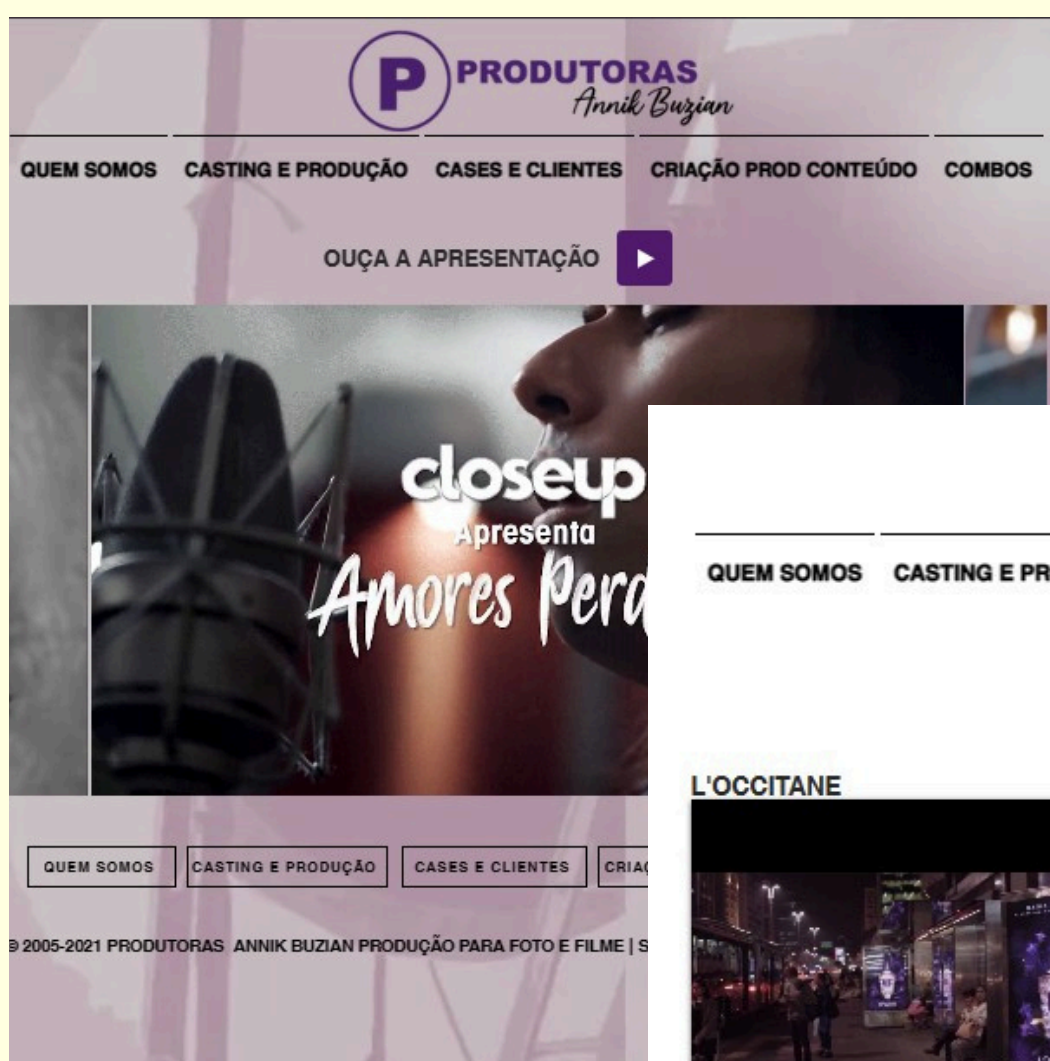 P PRODUTORAS
Annik Buzian
QUEM SOMOS CASTING E PRODUÇÃO CASES E CLIENTES CRIAÇÃO PROD CONTEÚDO COMBOS
OUÇA A APRESENTAÇÃO
closeup
Apresenta
Amores Perd
QUEM SOMOS CASTING E PRODUÇÃO CASES E CLIENTES CRIAÇ
© 2005-2021 PRODUTORAS ANNIK BUZIAN PRODUÇÃO PARA FOTO E FILME | S
QUEM SOMOS CASTING E PR
L'OCCITANE